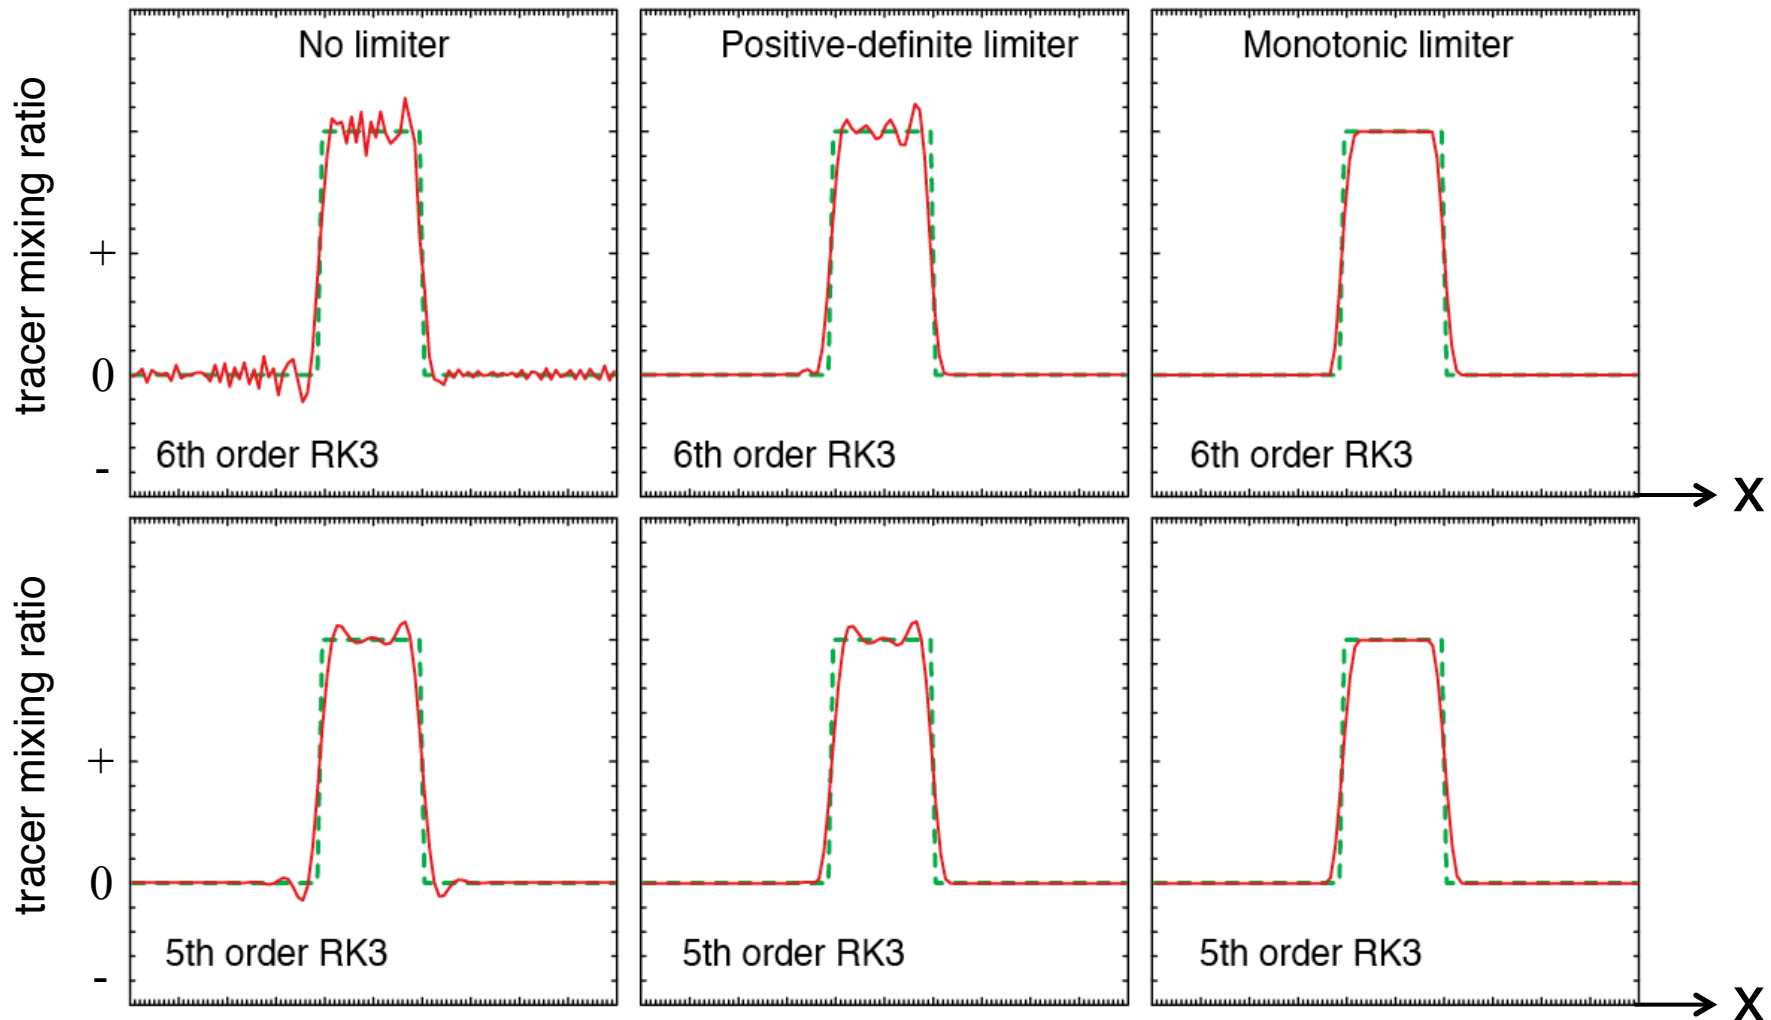 No limiter
Positive-definite limiter
Monotonic limiter
tracer mixing ratio
+
0
-
6th order RK3
6th order RK3
6th order RK3
X
tracer mixing ratio
+
0
-
5th order RK3
5th order RK3
5th order RK3
X